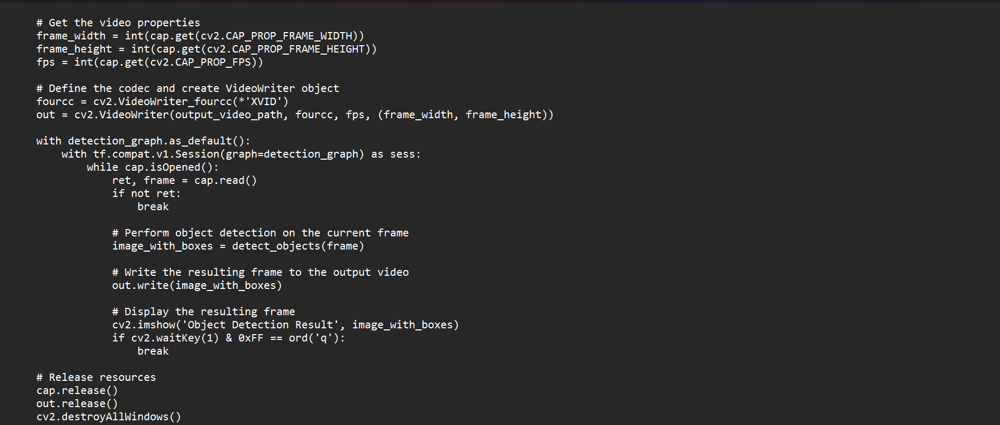 # Get the video properties
frame_width = int(cap.get(cv2.CAP_PROP_FRAME_WIDTH))
frame_height = int(cap.get(cv2.CAP_PROP_FRAME_HEIGHT))
fps = int(cap.get(cv2.CAP_PROP_FPS))

# Define the codec and create VideoWriter object
fourcc = cv2.VideoWriter_fourcc(*'XVID')
out = cv2.VideoWriter(output_video_path, fourcc, fps, (frame_width, frame_height))

with detection_graph.as_default():
    with tf.compat.v1.Session(graph=detection_graph) as sess:
        while cap.isOpened():
            ret, frame = cap.read()
            if not ret:
                break

            # Perform object detection on the current frame
            image_with_boxes = detect_objects(frame)

            # Write the resulting frame to the output video
            out.write(image_with_boxes)

            # Display the resulting frame
            cv2.imshow('Object Detection Result', image_with_boxes)
            if cv2.waitKey(1) & 0xFF == ord('q'):
                break

# Release resources
cap.release()
out.release()
cv2.destroyAllWindows()